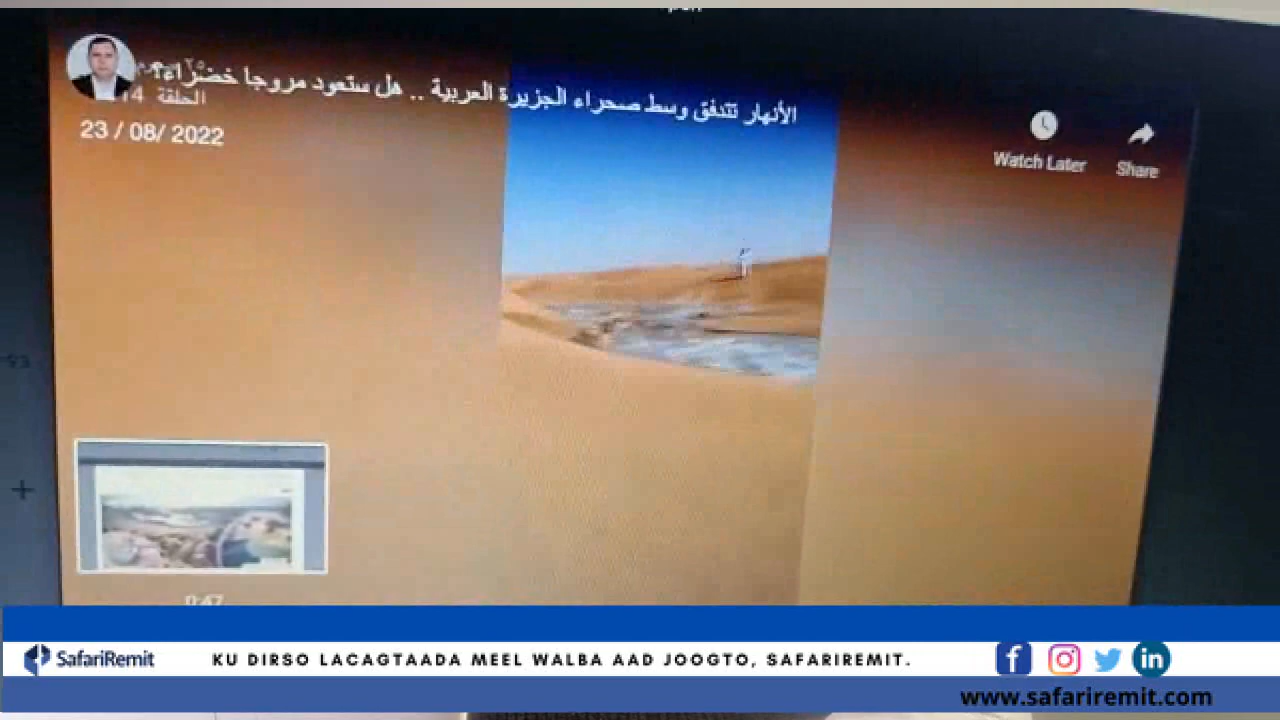 الأنهار تتدفق وسط صحراء الجزيرة العربية .. هل ستعود مروجا خضراء؟
الحلقة
23 / 08/ 2022
Watch Later
Share
0:47
SafariRemit
KU DIRSO LACAGTAADA MEEL WALBA AAD JOOGTO, SAFARIREMIT.
www.safariremit.com